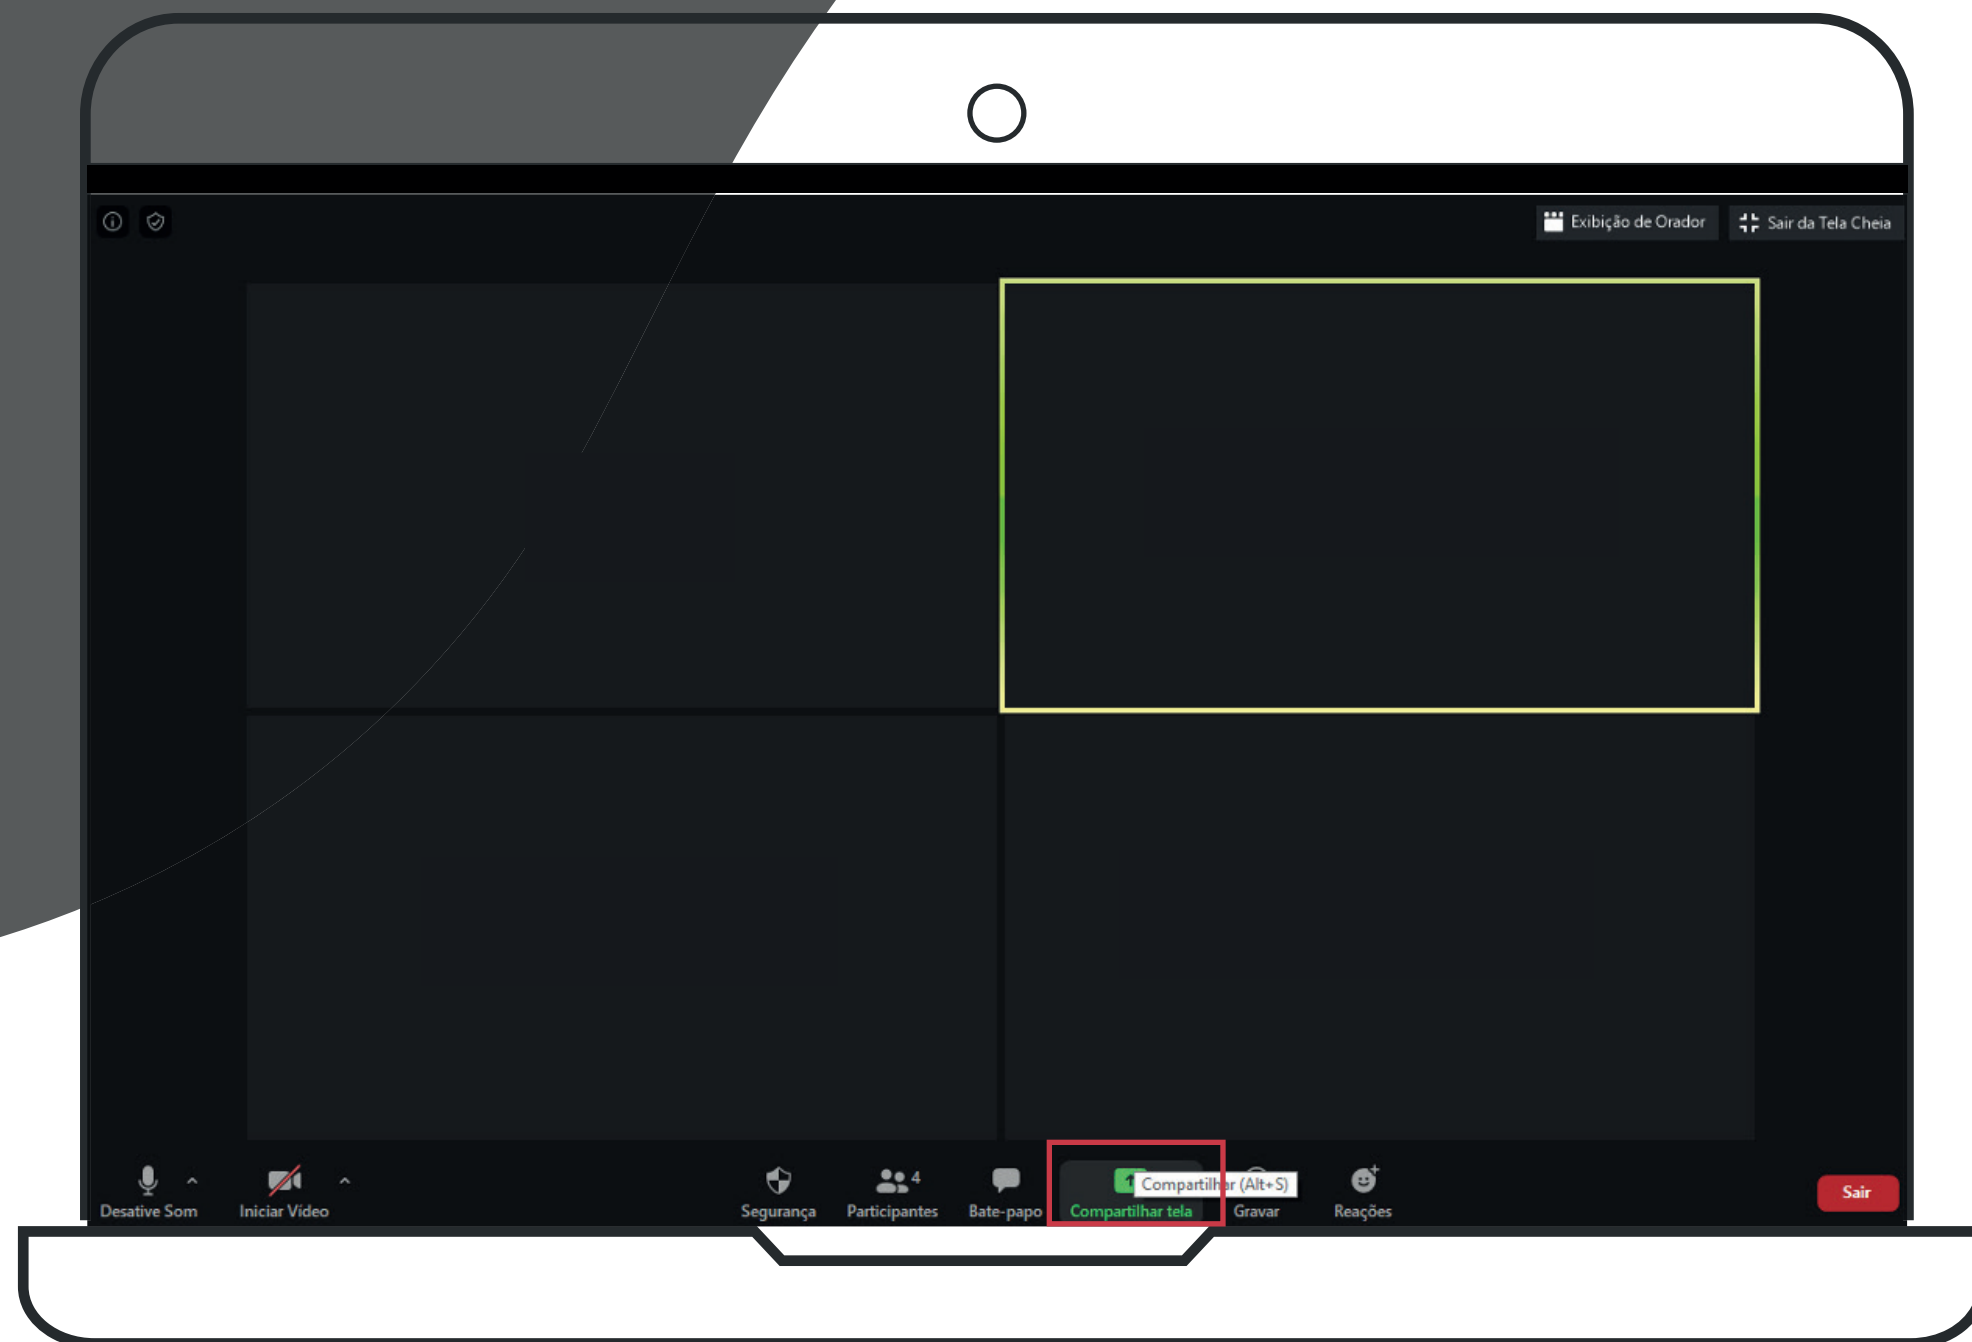 Exibição de Orador
Sair da Tela Cheia
4
Compartilhar (Alt+S)
Desative Som
Iniciar Vídeo
Segurança
Participantes
Bate-papo
Compartilhar tela
Gravar
Reações
Sair